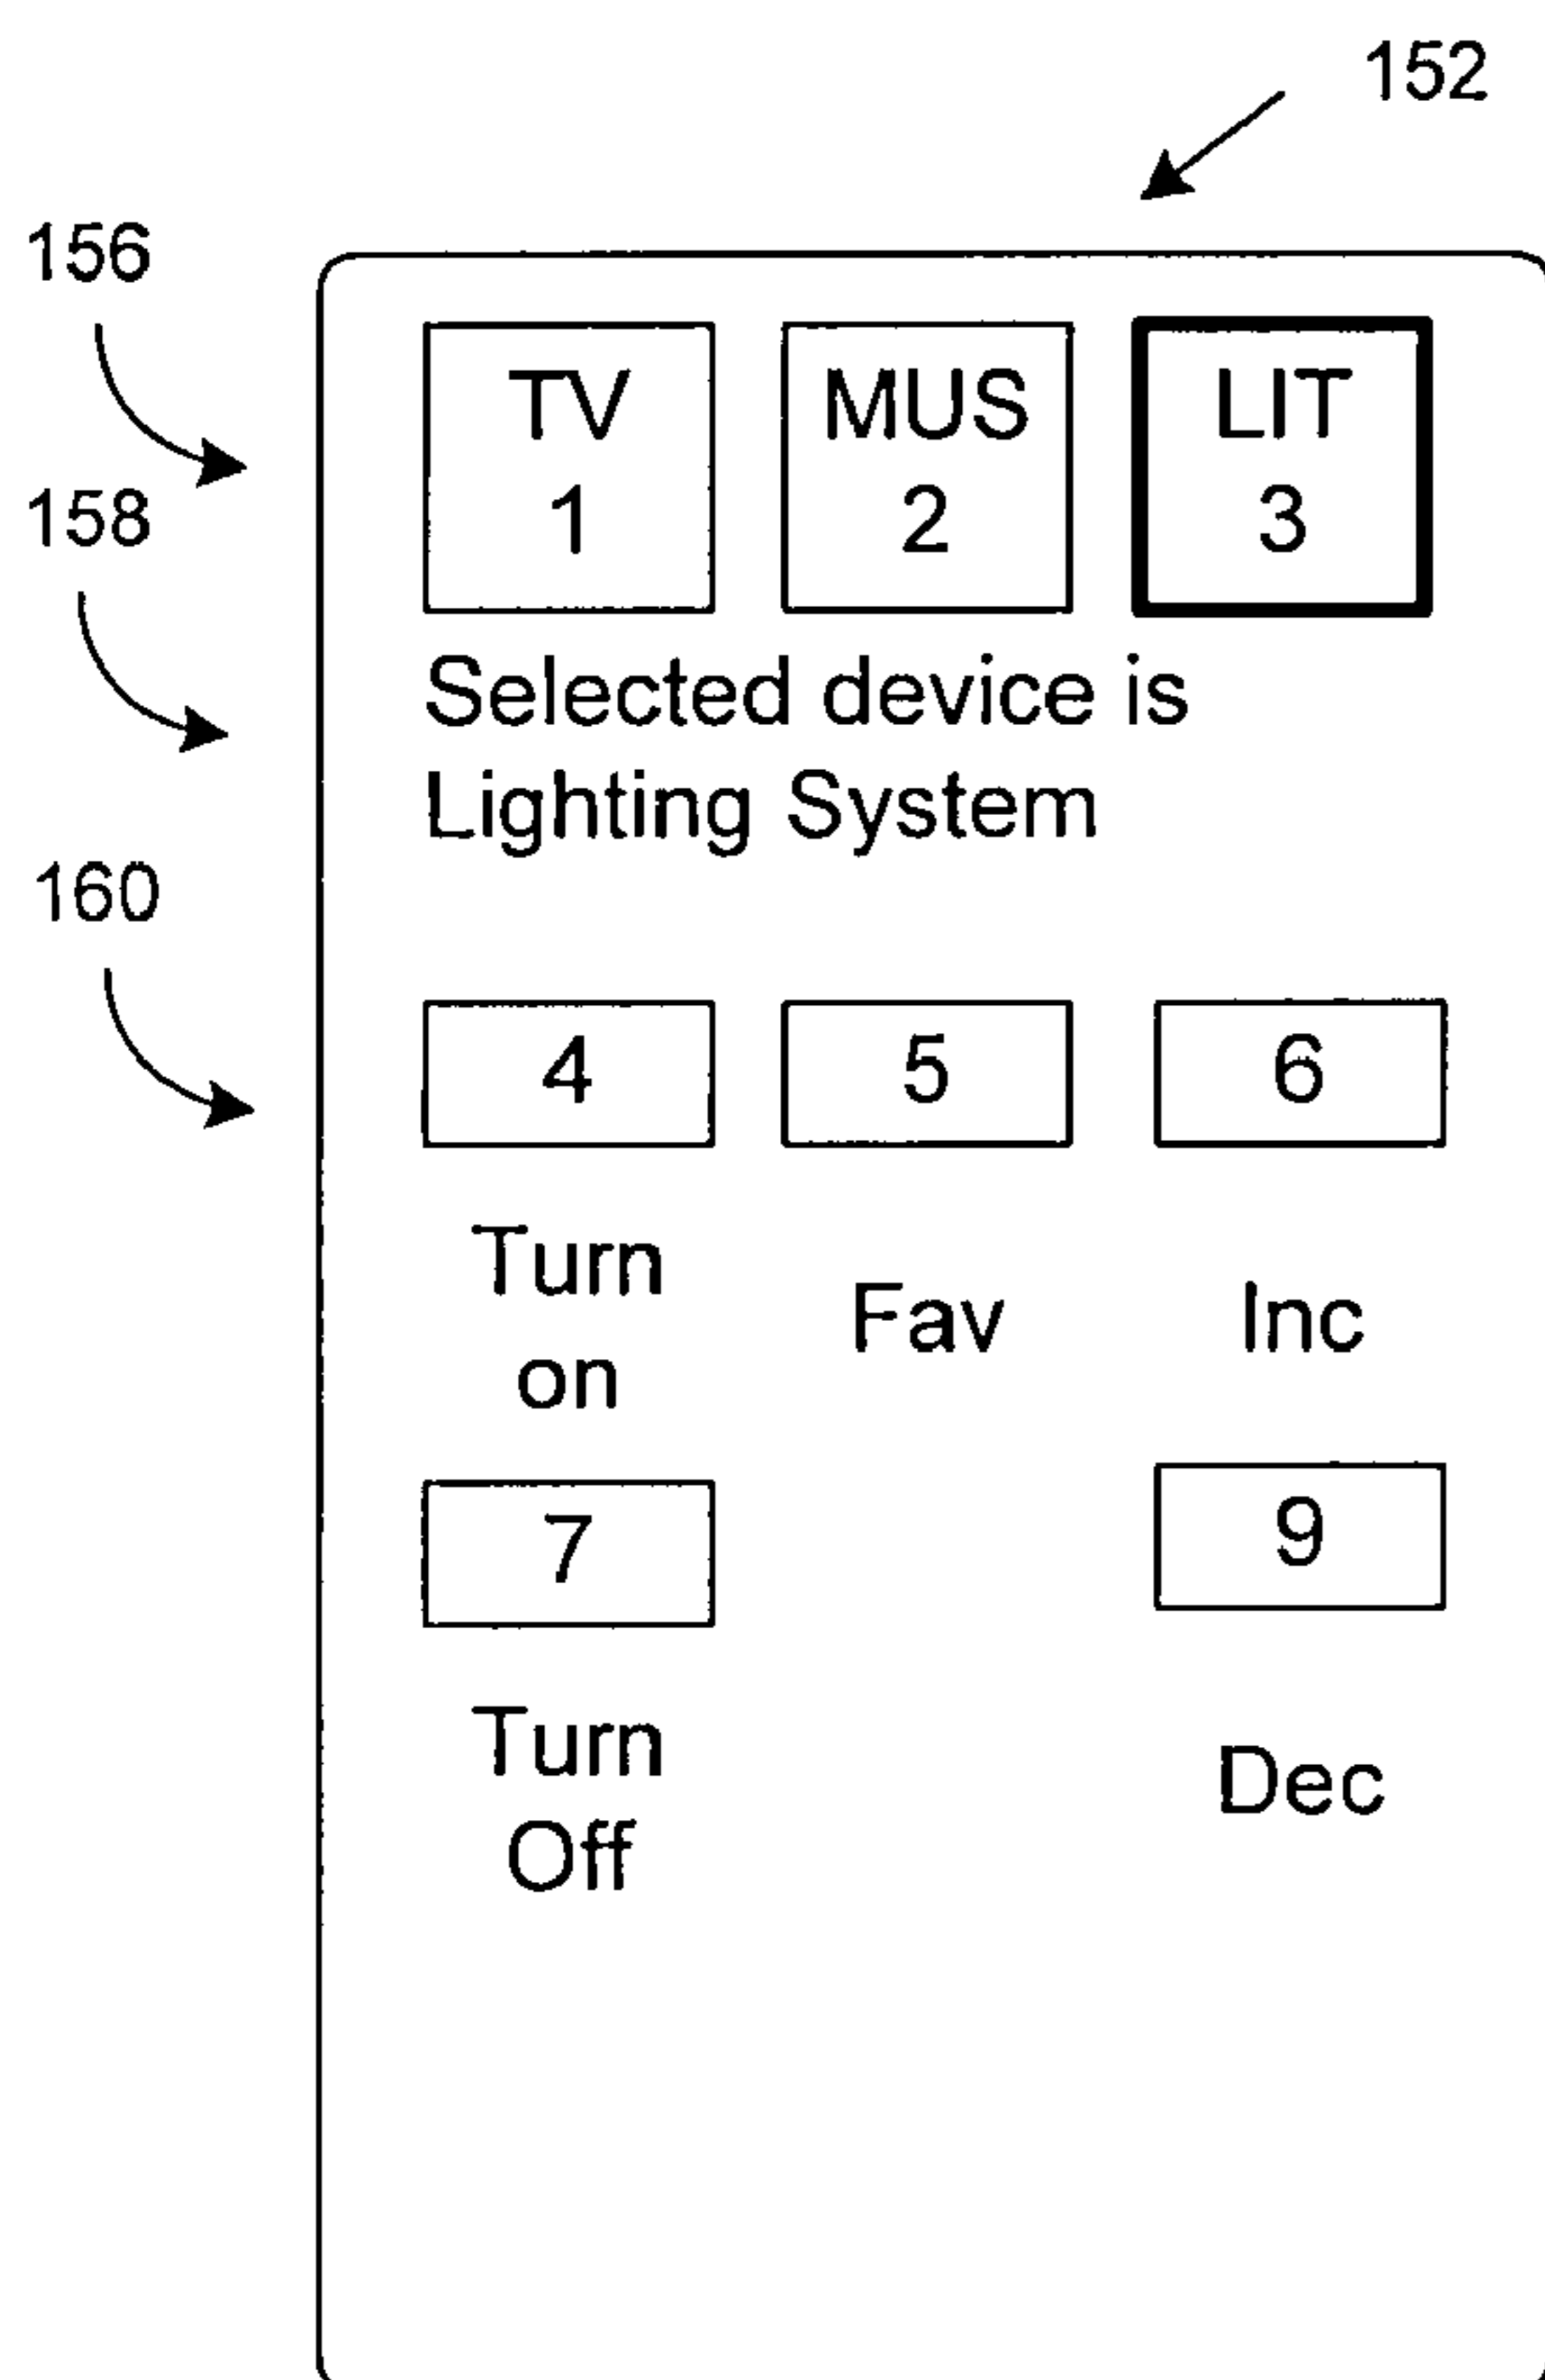 152
156
TV MUS LIT
1 2 3
158
Selected device is
Lighting System
160
4 5 6
Turn
on
Fav Inc
7 9
Turn
Off
Dec